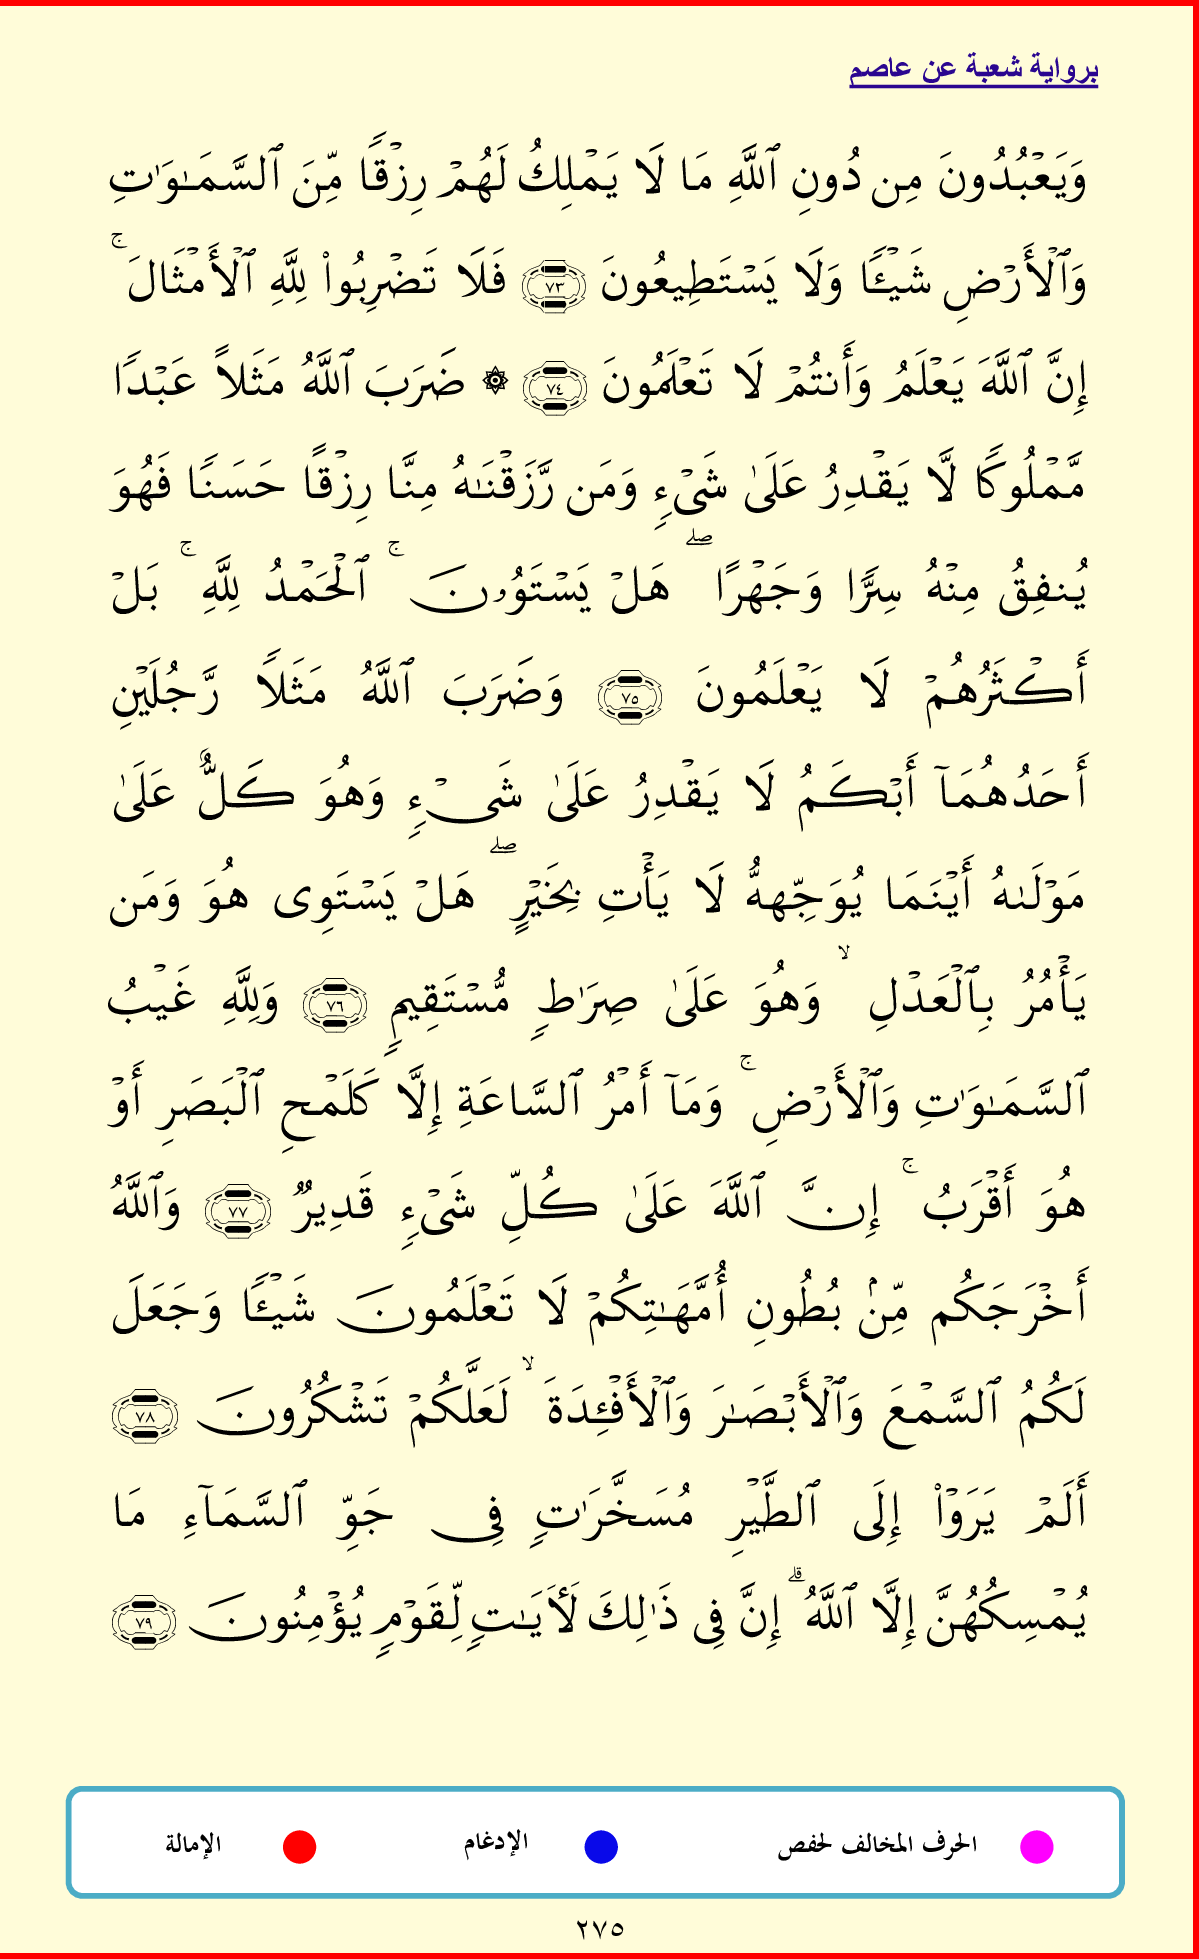 برواية شعبة عن عاصم
وَيَعۡبُدُونَ مِن دُونِ ٱللَّهِ مَا لَا يَمۡلِكُ لَهُمۡ رِزۡقٗا مِّنَ ٱلسَّمَٰوَٰتِ
وَٱلۡأَرۡضِ شَيۡـٔٗا وَلَا يَسۡتَطِيعُونَ ٧٣ فَلَا تَضۡرِبُواْ لِلَّهِ ٱلۡأَمۡثَالَۚ
إِنَّ ٱللَّهَ يَعۡلَمُ وَأَنتُمۡ لَا تَعۡلَمُونَ ٧٤ ۞ ضَرَبَ ٱللَّهُ مَثَلًا عَبۡدٗا
مَّمۡلُوكٗا لَّا يَقۡدِرُ عَلَىٰ شَيۡءٖ وَمَن رَّزَقۡنَٰهُ مِنَّا رِزۡقًا حَسَنٗا فَهُوَ
يُنفِقُ مِنۡهُ سِرّٗا وَجَهۡرًاۖ هَلۡ يَسۡتَوُۥنَۚ ٱلۡحَمۡدُ لِلَّهِۚ بَلۡ
أَكۡثَرُهُمۡ لَا يَعۡلَمُونَ ٧٥ وَضَرَبَ ٱللَّهُ مَثَلٗا رَّجُلَيۡنِ
أَحَدُهُمَآ أَبۡكَمُ لَا يَقۡدِرُ عَلَىٰ شَيۡءٖ وَهُوَ كَلٌّ عَلَىٰ
مَوۡلَىٰهُ أَيۡنَمَا يُوَجِّههُّ لَا يَأۡتِ بِخَيۡرٍۖ هَلۡ يَسۡتَوِي هُوَ وَمَن
يَأۡمُرُ بِٱلۡعَدۡلِۙ وَهُوَ عَلَىٰ صِرَٰطٖ مُّسۡتَقِيمٖ ٧٦ وَلِلَّهِ غَيۡبُ
ٱلسَّمَٰوَٰتِ وَٱلۡأَرۡضِۚ وَمَآ أَمۡرُ ٱلسَّاعَةِ إِلَّا كَلَمۡحِ ٱلۡبَصَرِ أَوۡ
هُوَ أَقۡرَبُۚ إِنَّ ٱللَّهَ عَلَىٰ كُلِّ شَيۡءٖ قَدِيرٞ ٧٧ وَٱللَّهُ
أَخۡرَجَكُم مِّنۢ بُطُونِ أُمَّهَٰتِكُمۡ لَا تَعۡلَمُونَ شَيۡـٔٗا وَجَعَلَ
لَكُمُ ٱلسَّمۡعَ وَٱلۡأَبۡصَٰرَ وَٱلۡأَفۡـِٔدَةَۙ لَعَلَّكُمۡ تَشۡكُرُونَ ٧٨
أَلَمۡ يَرَوۡاْ إِلَى ٱلطَّيۡرِ مُسَخَّرَٰتٖ فِي جَوِّ ٱلسَّمَآءِ مَا
يُمۡسِكُهُنَّ إِلَّا ٱللَّهُۗ إِنَّ فِي ذَٰلِكَ لَأٓيَٰتٖ لِّقَوۡمٖ يُؤۡمِنُونَ ٧٩
الحرف المخالف لحفص الإدغام الإمالة
٢٧٥